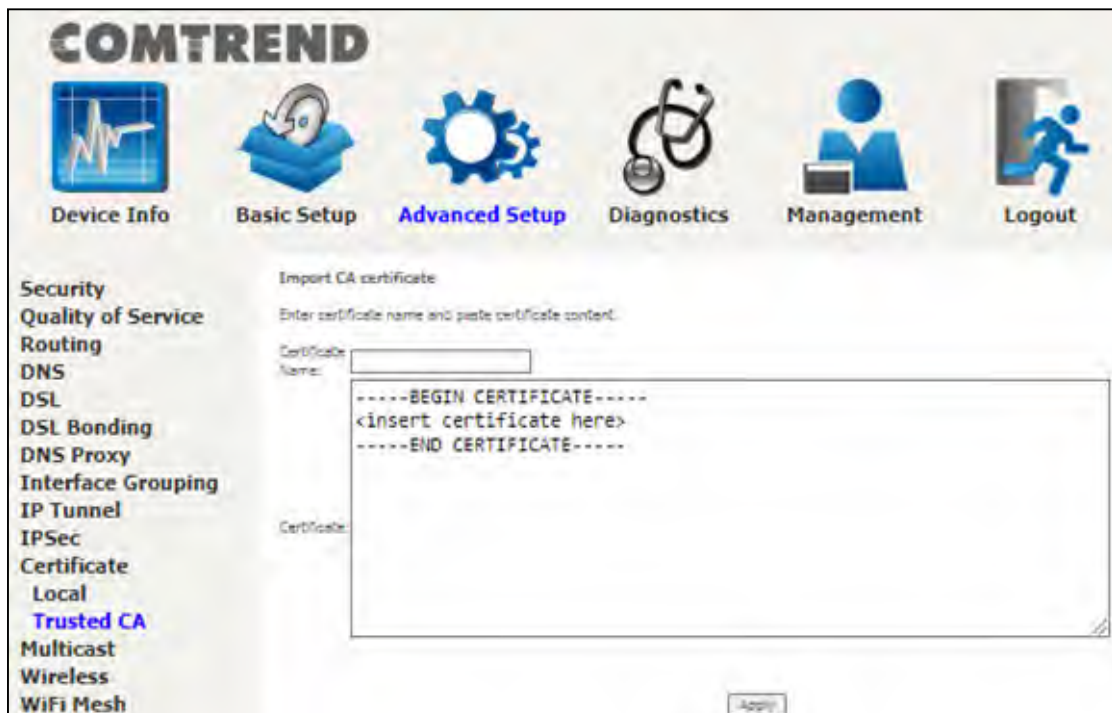 COMTREND
Device Info
Basic Setup
Advanced Setup
Diagnostics
Management
Logout
Security
Quality of Service
Routing
DNS
DSL
DSL Bonding
DNS Proxy
Interface Grouping
IP Tunnel
IPSec
Certificate
Local
Trusted CA
Multicast
Wireless
WiFi Mesh
Import CA certificate
Enter certificate name and paste certificate content.
Certificate
Name:
-----BEGIN CERTIFICATE-----
<insert certificate here>
-----END CERTIFICATE-----
Certificate:
Apply